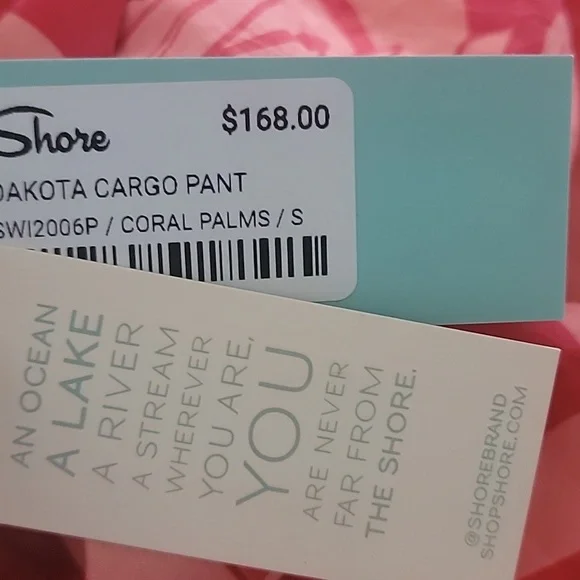 Shore
$168.00
DAKOTA CARGO PANT
SWI2006P / CORAL PALMS / S
AN OCEAN
A LAKE
A RIVER
A STREAM
WHEREVER
YOU ARE,
YOU
ARE NEVER
FAR FROM
THE SHORE.
@SHOREBRAND
SHOPSHORE.COM